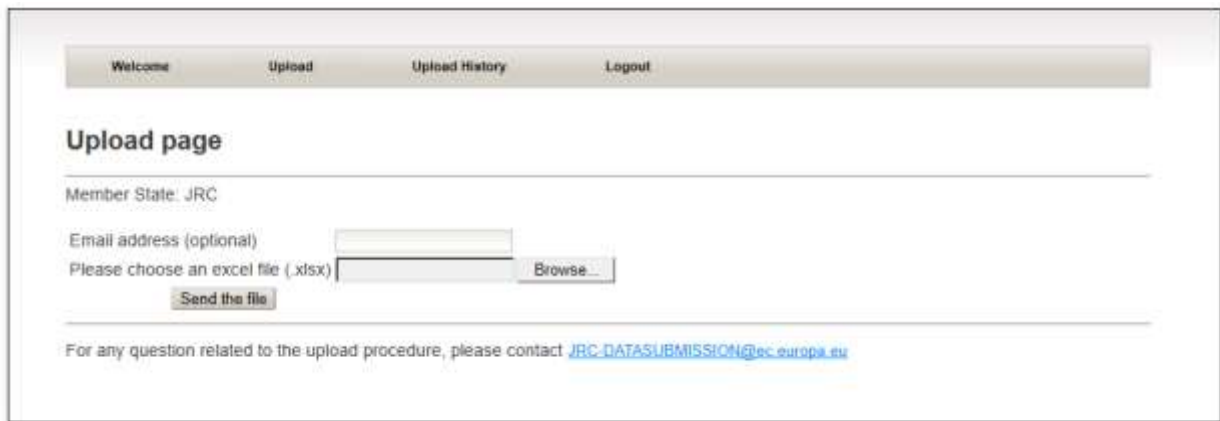 Welcome Upload Upload History Logout
Upload page
Member State: JRC
Email address (optional)
Please choose an excel file (.xlsx) Browse...
Send the file
For any question related to the upload procedure, please contact JRC-DATASUBMISSION@ec.europa.eu